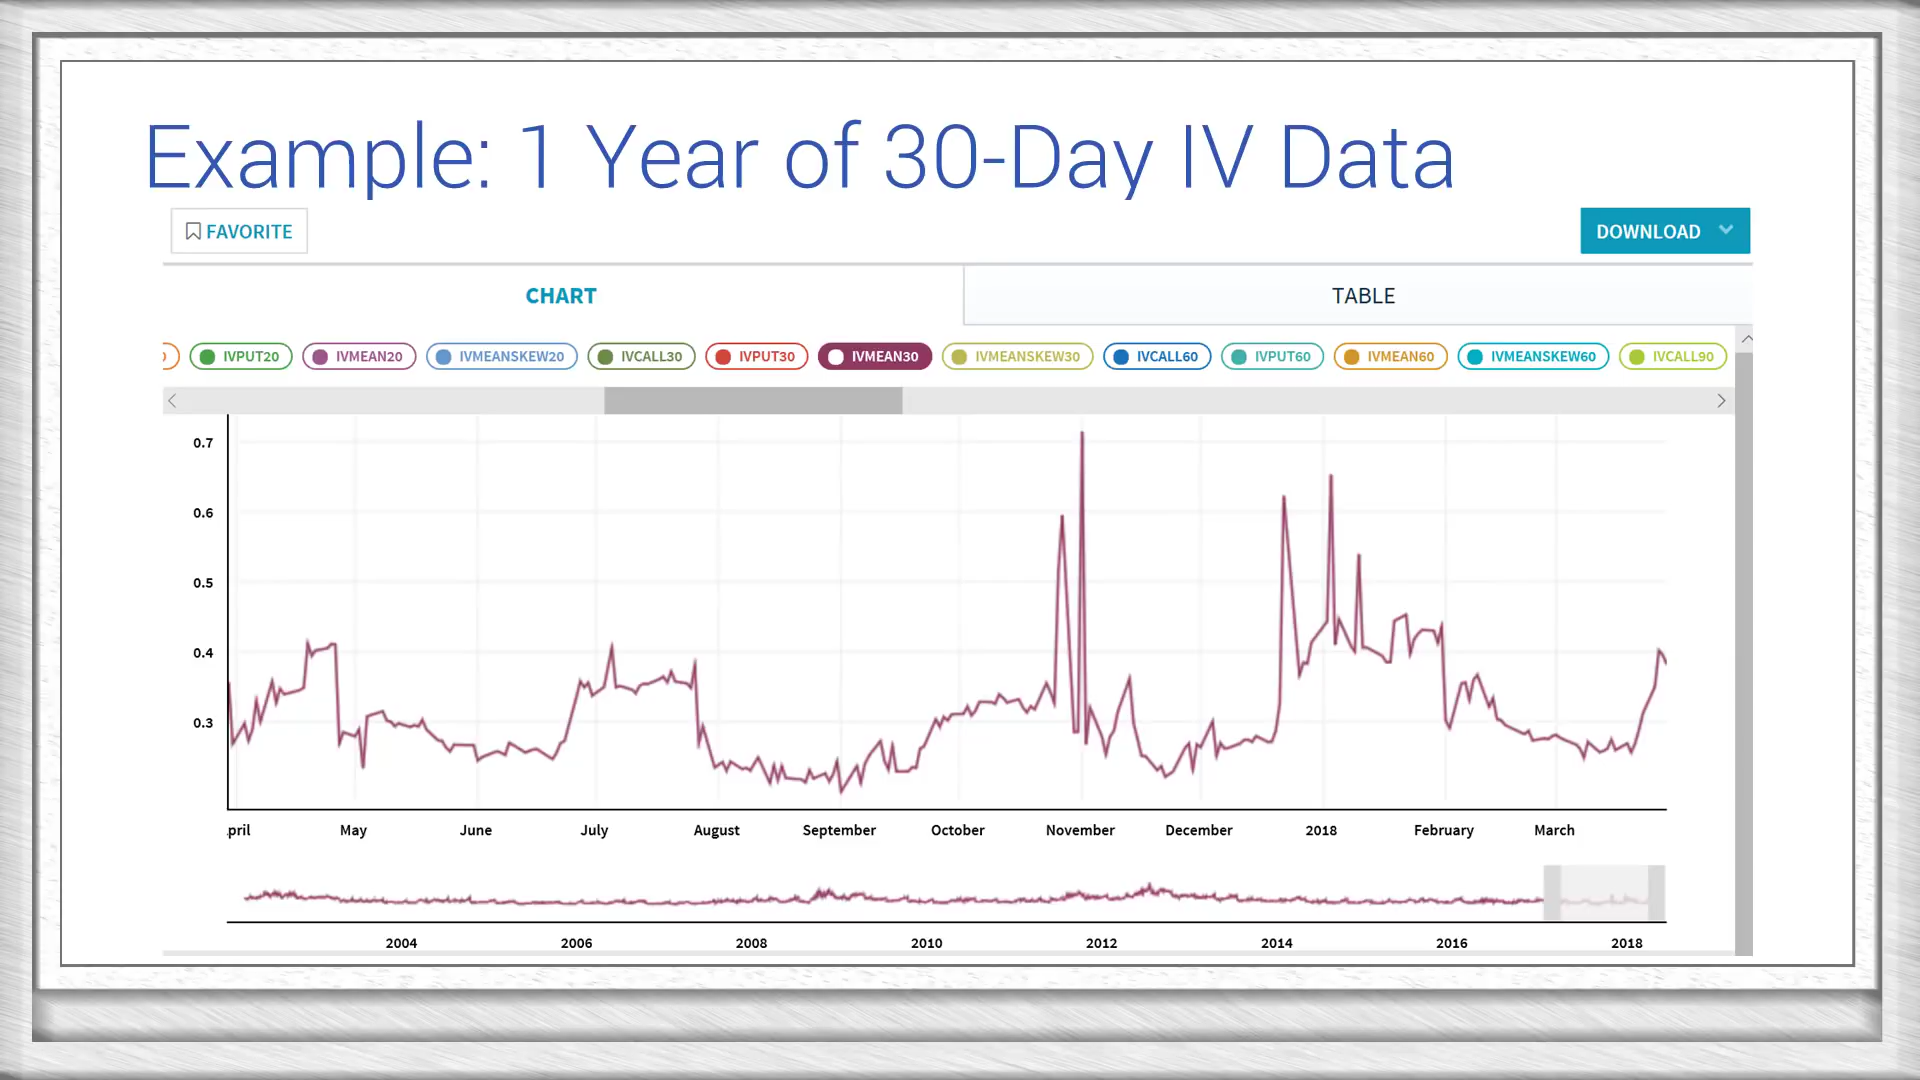 Example: 1 Year of 30-Day IV Data
FAVORITE
DOWNLOAD
CHART
TABLE
IVPUT20 IVMEAN20 IVMEANSKEW20 IVCALL30 IVPUT30 IVMEAN30 IVMEANSKEW30 IVCALL60 IVPUT60 IVMEAN60 IVMEANSKEW60 IVCALL90
0.7
0.6
0.5
0.4
0.3
pril May June July August September October November December 2018 February March
2004 2006 2008 2010 2012 2014 2016 2018